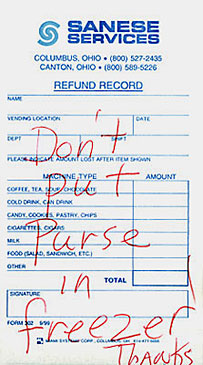 SANESE
SERVICES
COLUMBUS, OHIO • (800) 527-2435
CANTON, OHIO • (800) 589-5226
REFUND RECORD
NAME
VENDING LOCATION DATE
DEPT SHIFT
Don't
PLEASE INDICATE AMOUNT LOST AFTER ITEM SHOWN
MACHINE TYPE AMOUNT
put
COFFEE, TEA, SOUP, CHOCOLATE
COLD DRINK, CAN DRINK
CANDY, COOKIES, PASTRY, CHIPS
Purse
CIGARETTES, CIGARS
MILK
FOOD (SALAD, SANDWICH, ETC.)
OTHER
in
TOTAL
SIGNATURE
freezer
FORM 302 9/99
Thanks